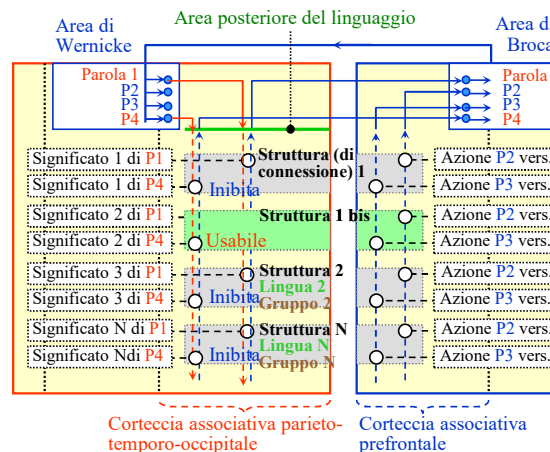 Area posteriore del linguaggio
Area di
Wernicke
Area di
Broca
Parola 1
P2
P3
P4
Parola
P2
P3
P4
Significato 1 di P1
Significato 1 di P4
Significato 2 di P1
Significato 2 di P4
Significato 3 di P1
Significato 3 di P4
Significato N di P1
Significato Ndi P4
Struttura (di
connessione) 1
Inibita
Struttura 1 bis
Usabile
Struttura 2
Lingua 2
Inibita
Gruppo 2
Struttura N
Lingua N
Inibita
Gruppo N
Azione P2 vers.
Azione P3 vers.
Azione P2 vers.
Azione P3 vers.
Azione P2 vers.
Azione P3 vers.
Azione P2 vers.
Azione P3 vers.
Corteccia associativa parieto-
temporo-occipitale
Corteccia associativa
prefrontale